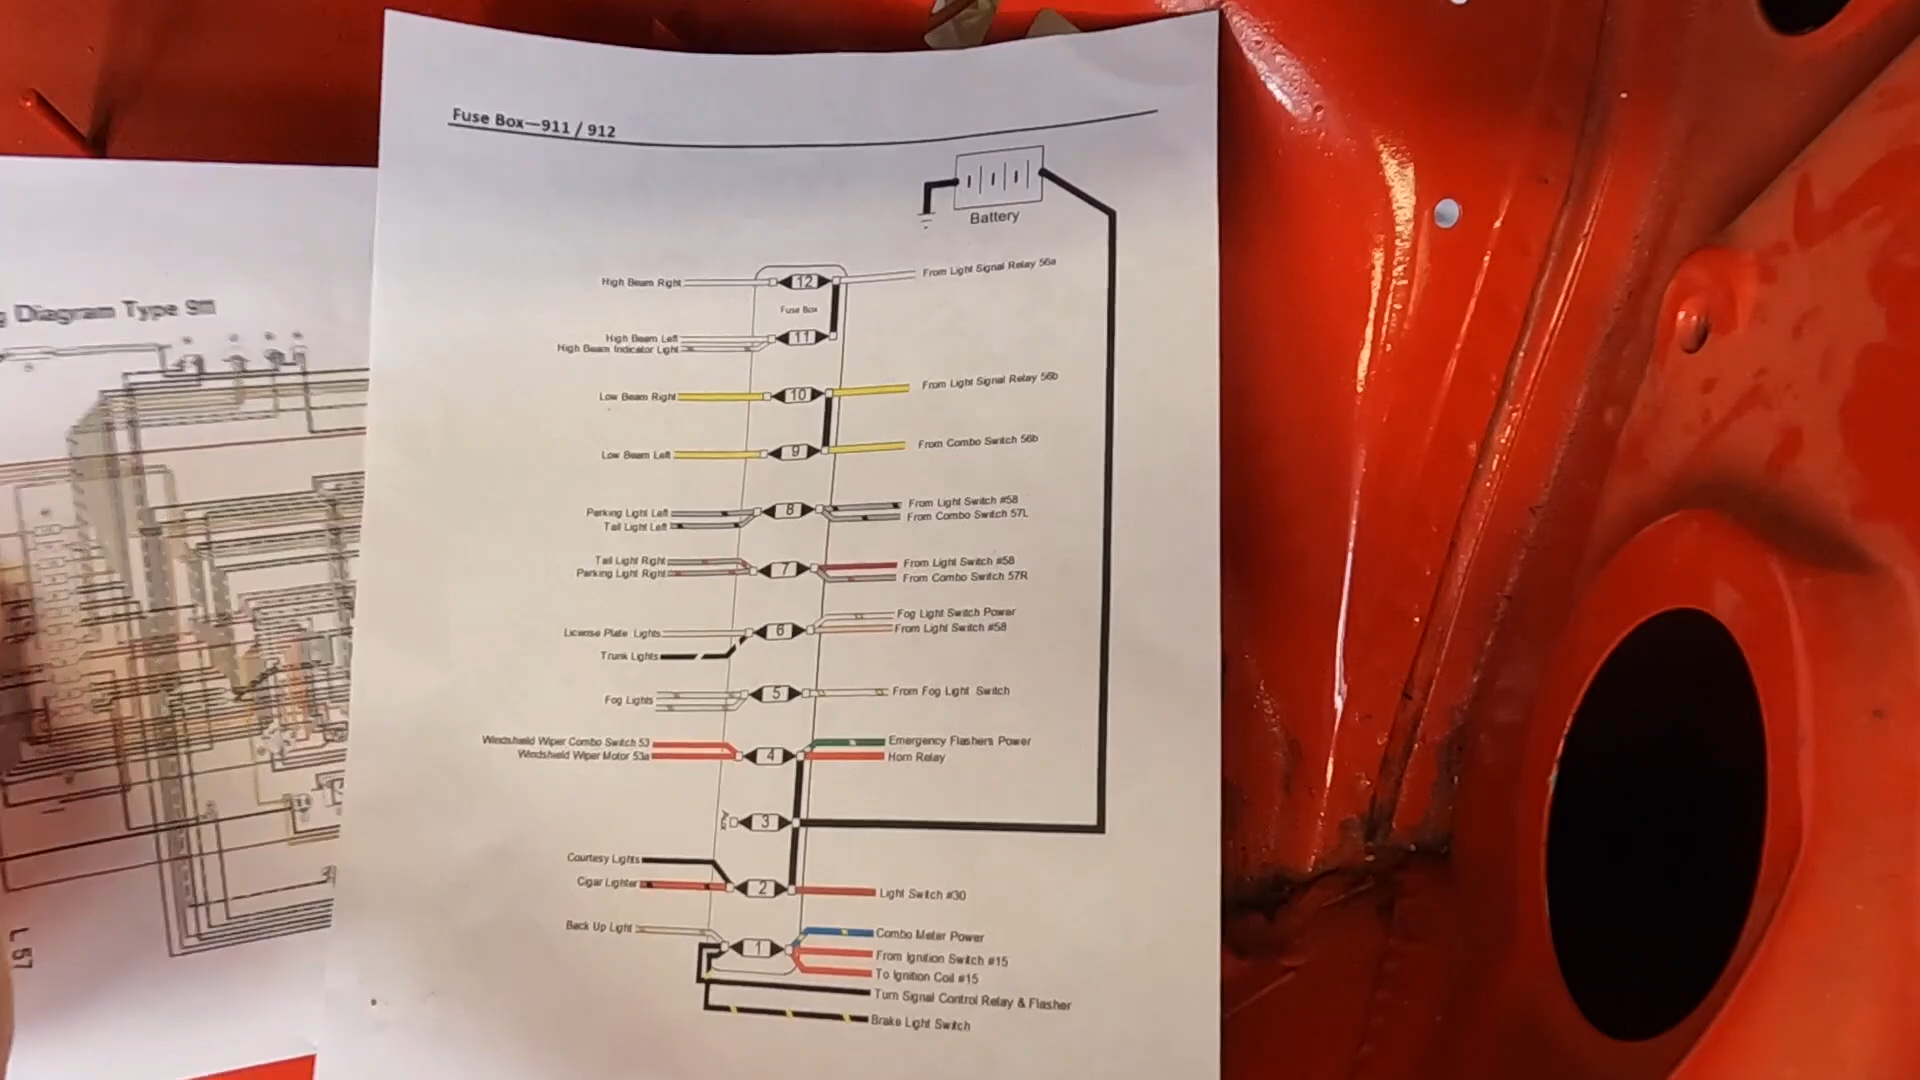 Fuse Box—911 / 912
Battery
High Beam Right
12
From Light Signal Relay 56a
Fuse Box
High Beam Left
11
High Beam Indicator Light
Low Beam Right
10
From Light Signal Relay 56b
Low Beam Left
9
From Combo Switch 56b
Parking Light Left
8
From Light Switch #58
Tail Light Left
From Combo Switch 57L
Tail Light Right
7
From Light Switch #58
Parking Light Right
From Combo Switch 57R
License Plate Lights
6
Fog Light Switch Power
From Light Switch #58
Trunk Lights
Fog Lights
5
From Fog Light Switch
Windshield Wiper Combo Switch 53
4
Emergency Flashers Power
Windshield Wiper Motor 53a
Horn Relay
Aux
3
Courtesy Lights
Cigar Lighter
2
Light Switch #30
Back Up Light
1
Combo Meter Power
From Ignition Switch #15
To Ignition Coil #15
Turn Signal Control Relay & Flasher
Brake Light Switch
g Diagram Type 911
L 57